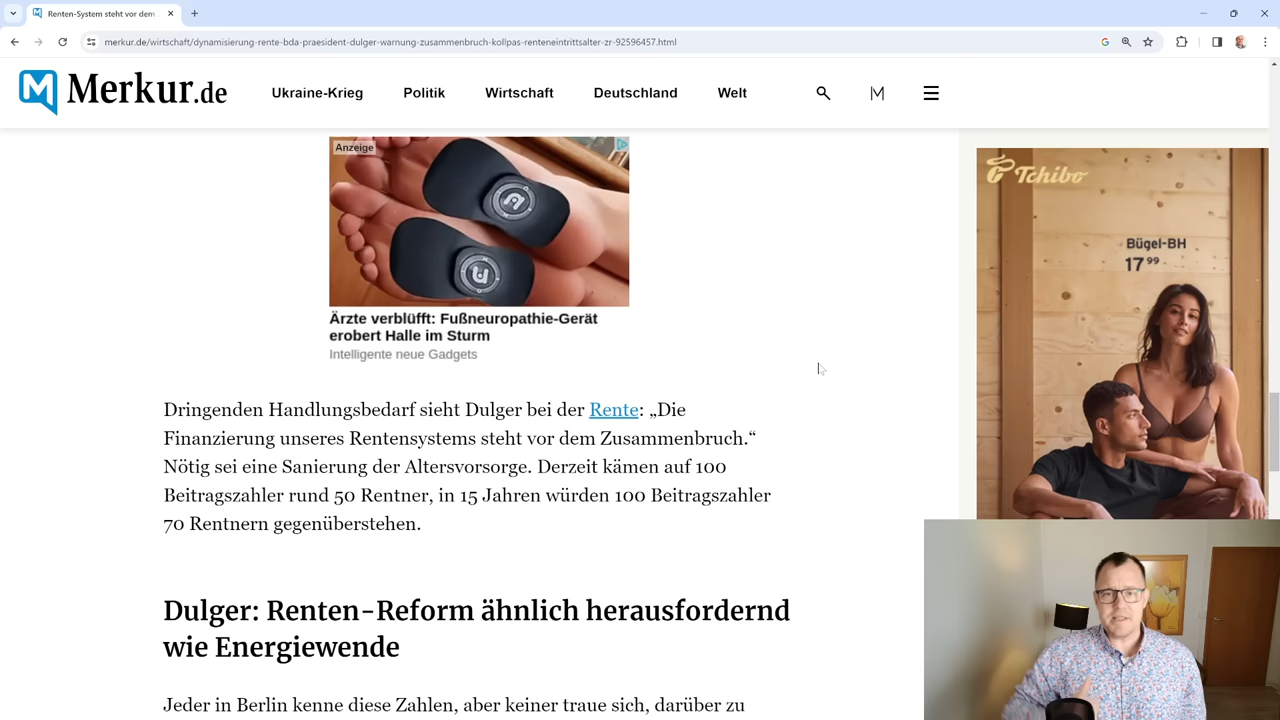 Renten-System steht vor dem
merkur.de/wirtschaft/dynamisierung-rente-bda-praesident-dulger-warnung-zusammenbruch-kollpas-renteneintrittsalter-zr-92596457.html
Merkur.de
Ukraine-Krieg
Politik
Wirtschaft
Deutschland
Welt
Anzeige
Ärzte verblüfft: Fußneuropathie-Gerät
erobert Halle im Sturm
Intelligente neue Gadgets
Tchibo
Bügel-BH
17 99
Dringenden Handlungsbedarf sieht Dulger bei der Rente: „Die
Finanzierung unseres Rentensystems steht vor dem Zusammenbruch.“
Nötig sei eine Sanierung der Altersvorsorge. Derzeit kämen auf 100
Beitragszahler rund 50 Rentner, in 15 Jahren würden 100 Beitragszahler
70 Rentnern gegenüberstehen.
Dulger: Renten-Reform ähnlich herausfordernd
wie Energiewende
Jeder in Berlin kenne diese Zahlen, aber keiner traue sich, darüber zu